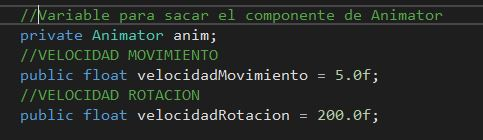 //Variable para sacar el componente de Animator
private Animator anim;
//VELOCIDAD MOVIMIENTO
public float velocidadMovimiento = 5.0f;
//VELOCIDAD ROTACION
public float velocidadRotacion = 200.0f;